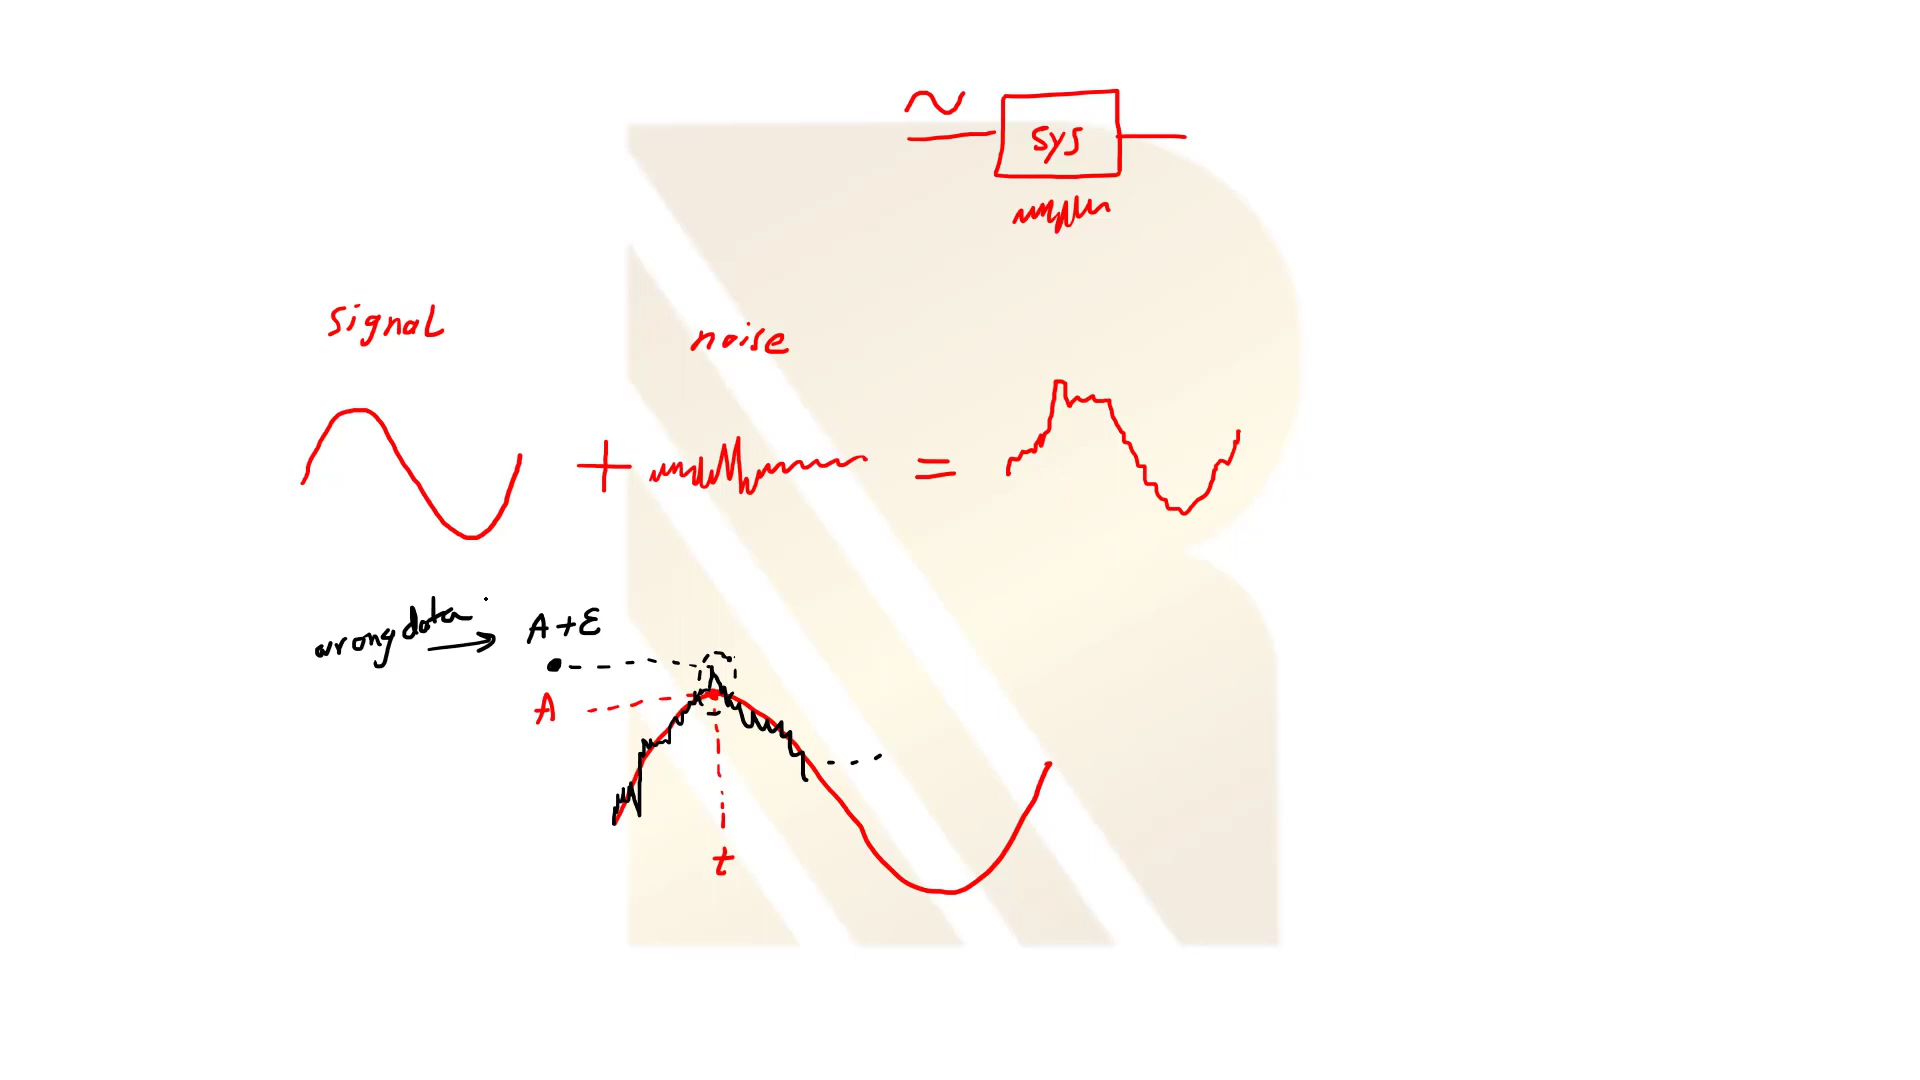 sys
signal
noise
+
=
wrong data → A+ε
A
t